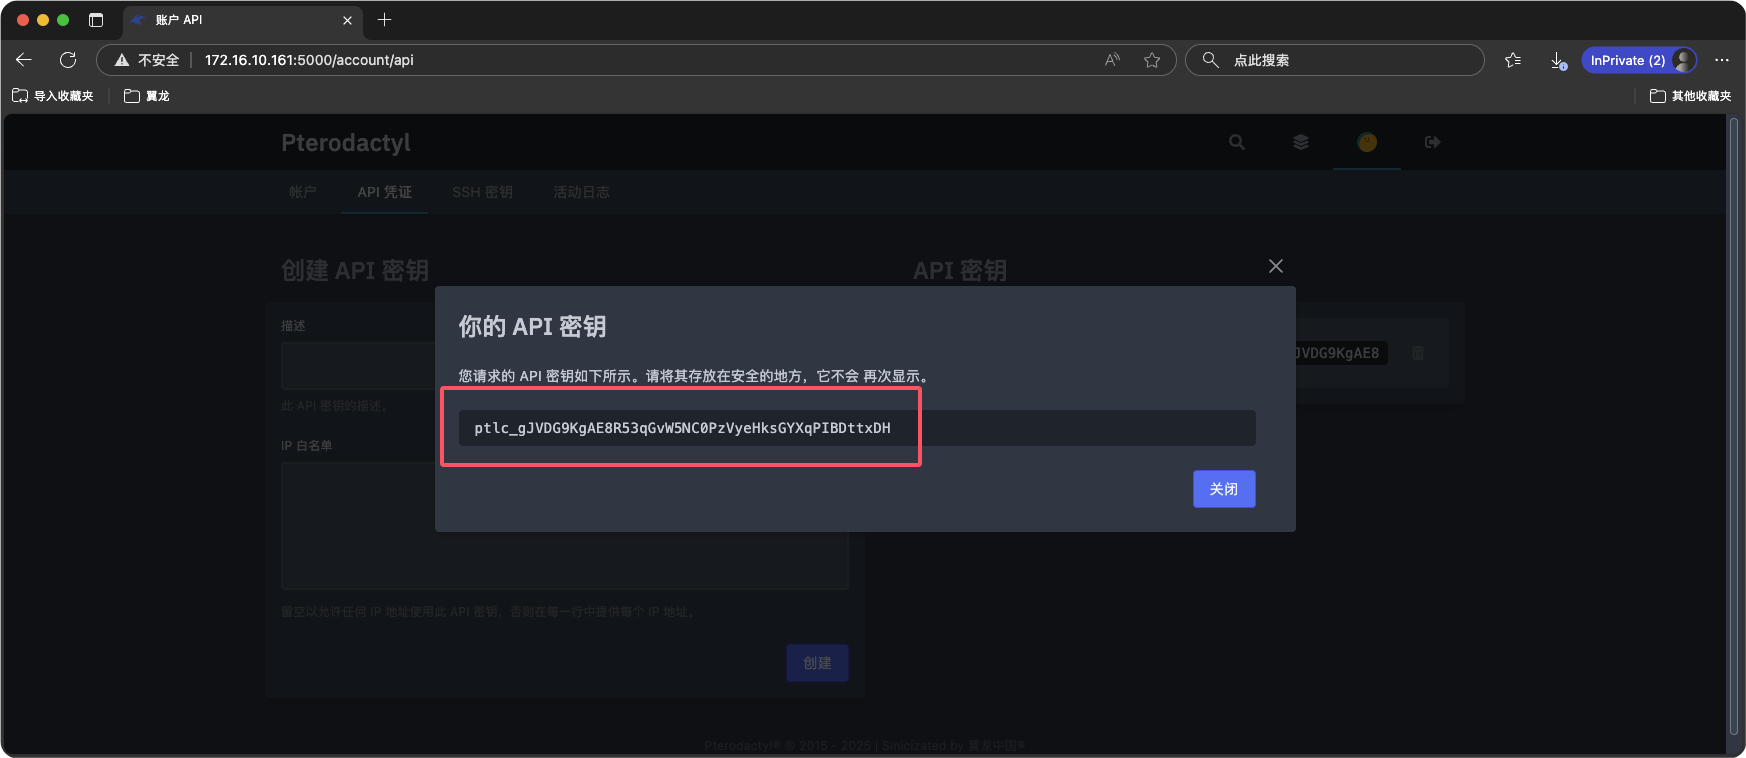 账户 API
不安全
172.16.10.161:5000/account/api
点此搜索
InPrivate (2)
导入收藏夹
翼龙
其他收藏夹
Pterodactyl
帐户
API 凭证
SSH 密钥
活动日志
创建 API 密钥
API 密钥
描述
此 API 密钥的描述。
IP 白名单
你的 API 密钥
您请求的 API 密钥如下所示。请将其存放在安全的地方，它不会 再次显示。
ptlc_gJVDG9KgAE8R53qGvW5NC0PzVyeHksGYXqPIBDttxDH
关闭
JVDG9KgAE8
留空以允许任何 IP 地址使用此 API 密钥，否则在每一行中提供每个 IP 地址。
创建
Pterodactyl® © 2015 - 2025 | Sinicizated by 翼龙中国®